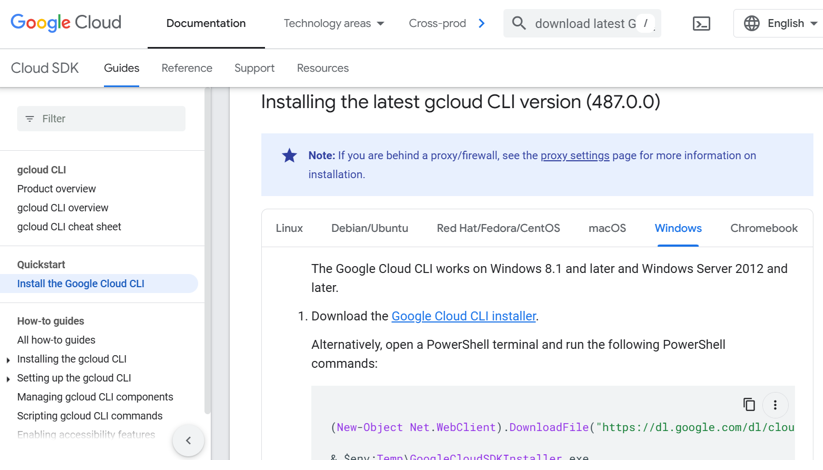 Google Cloud
Documentation
Technology areas
Cross-prod
download latest G
/
English
Cloud SDK
Guides
Reference
Support
Resources
Filter
gcloud CLI
Product overview
gcloud CLI overview
gcloud CLI cheat sheet
Quickstart
Install the Google Cloud CLI
How-to guides
All how-to guides
Installing the gcloud CLI
Setting up the gcloud CLI
Managing gcloud CLI components
Scripting gcloud CLI commands
Enabling accessibility features
Installing the latest gcloud CLI version (487.0.0)
Note: If you are behind a proxy/firewall, see the proxy settings page for more information on
installation.
Linux
Debian/Ubuntu
Red Hat/Fedora/CentOS
macOS
Windows
Chromebook
The Google Cloud CLI works on Windows 8.1 and later and Windows Server 2012 and
later.
1. Download the Google Cloud CLI installer.
Alternatively, open a PowerShell terminal and run the following PowerShell
commands:
(New-Object Net.WebClient).DownloadFile("https://dl.google.com/dl/clou
& $env:Temp\GoogleCloudSDKInstaller.exe